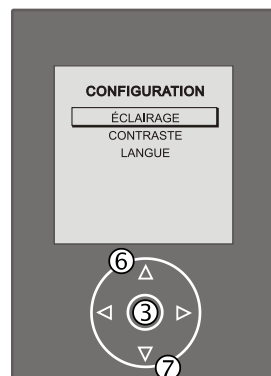 CONFIGURATION
ÉCLAIRAGE
CONTRASTE
LANGUE
6
3
7